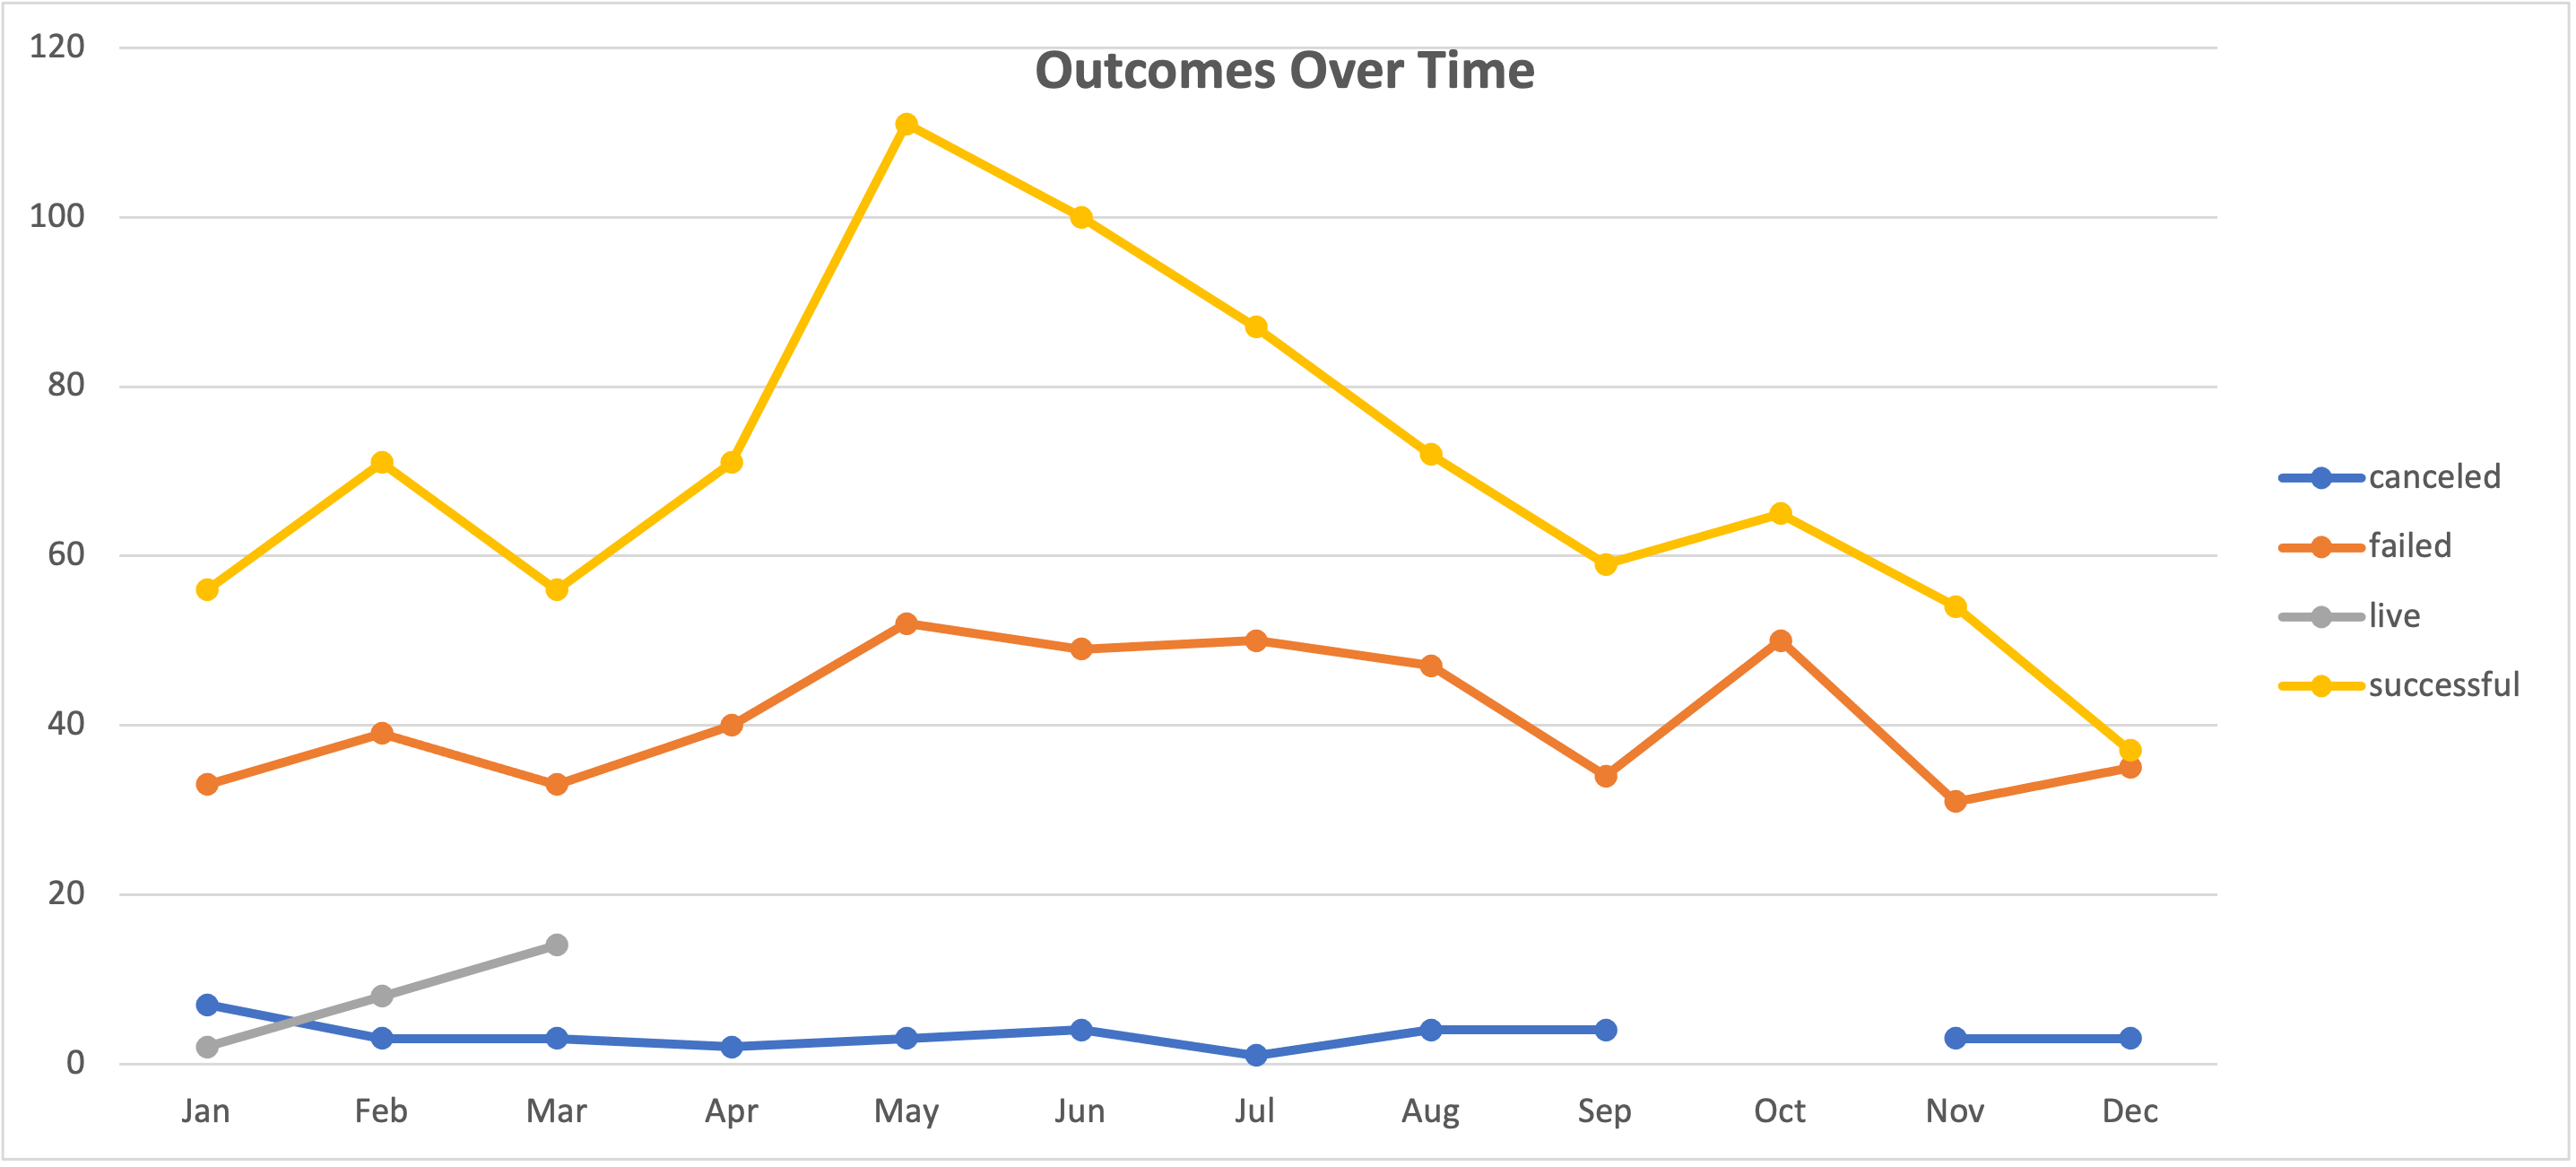 Outcomes Over Time
120
100
80
60
40
20
0
Jan Feb Mar Apr May Jun Jul Aug Sep Oct Nov Dec
canceled
failed
live
successful